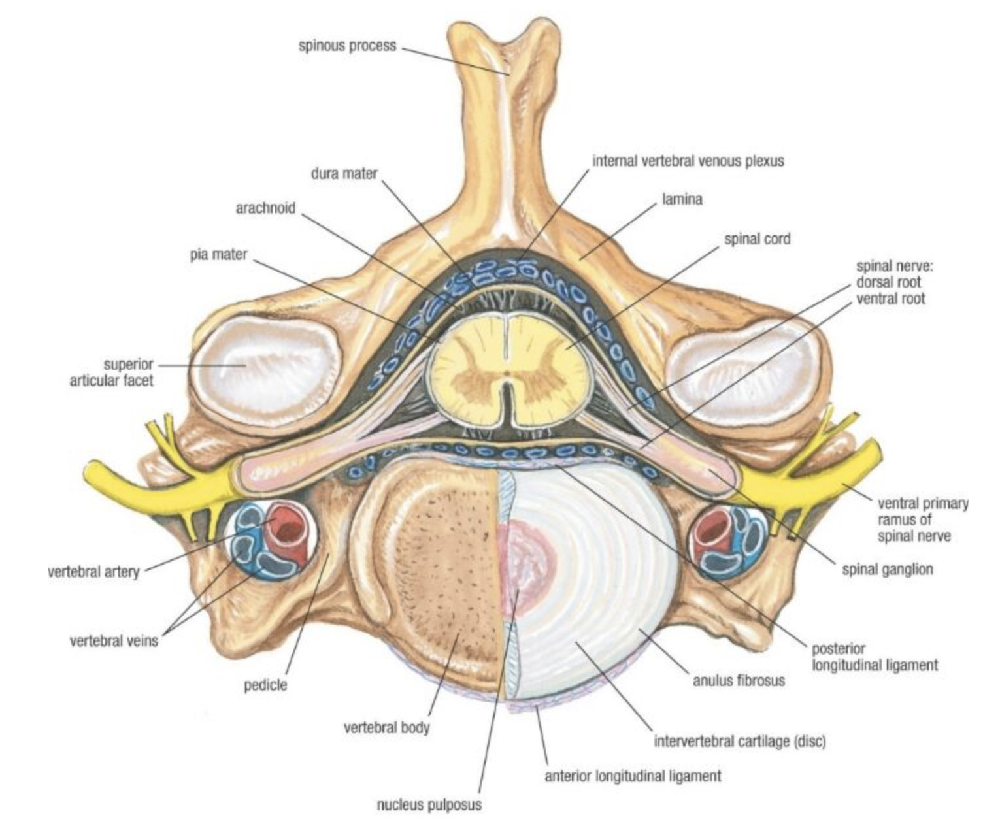 spinous process
internal vertebral venous plexus
dura mater
lamina
arachnoid
spinal cord
pia mater
spinal nerve:
dorsal root
ventral root
superior
articular facet
ventral primary
ramus of
spinal nerve
vertebral artery
spinal ganglion
vertebral veins
posterior
longitudinal ligament
pedicle
anulus fibrosus
vertebral body
intervertebral cartilage (disc)
anterior longitudinal ligament
nucleus pulposus